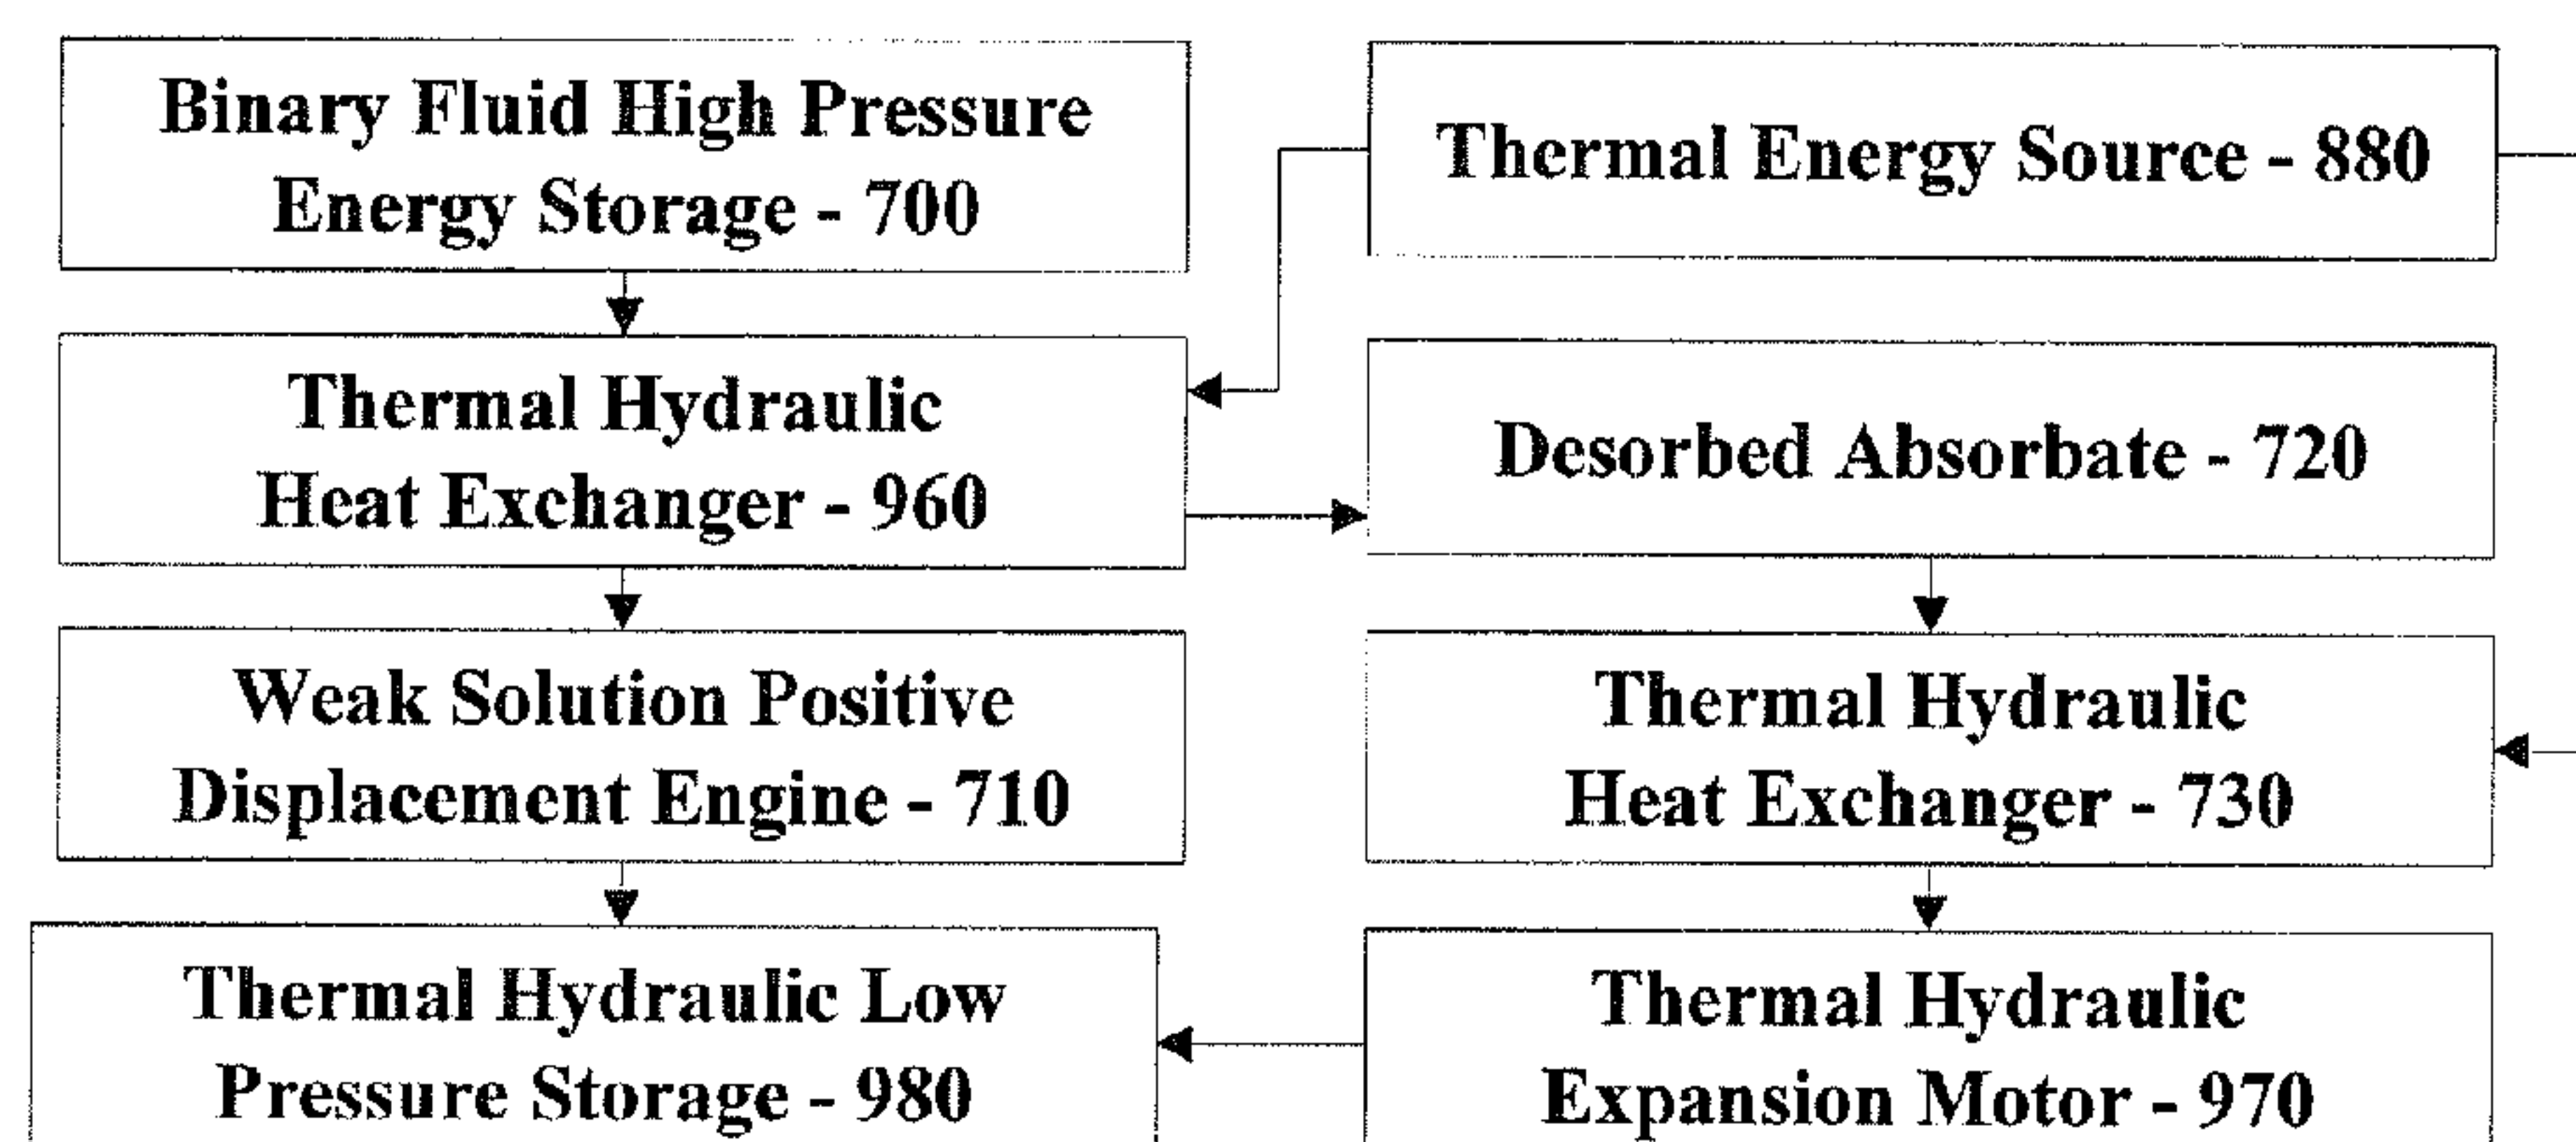 Binary Fluid High Pressure
Energy Storage - 700
Thermal Energy Source - 880
Thermal Hydraulic
Heat Exchanger - 960
Desorbed Absorbate - 720
Weak Solution Positive
Displacement Engine - 710
Thermal Hydraulic
Heat Exchanger - 730
Thermal Hydraulic Low
Pressure Storage - 980
Thermal Hydraulic
Expansion Motor - 970